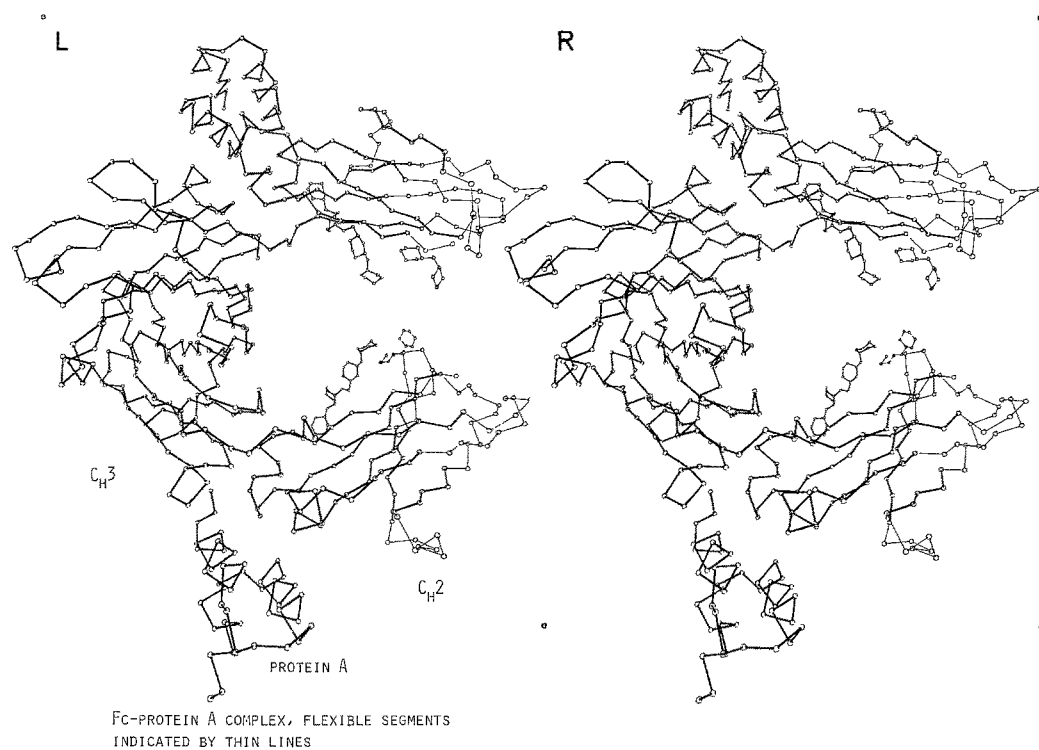 L
R
CH3
CH2
PROTEIN A
FC-PROTEIN A COMPLEX, FLEXIBLE SEGMENTS
INDICATED BY THIN LINES